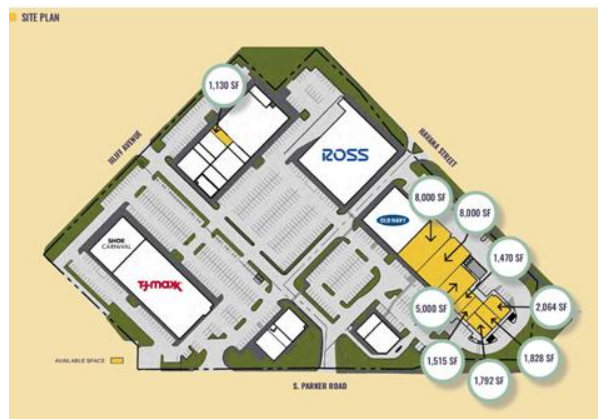 SITE PLAN
1,130 SF
ILIFF AVENUE
HAVANA STREET
ROSS
8,000 SF
OLD NAVY
8,000 SF
1,470 SF
SHOE
CARNIVAL
T.J.maxx
5,000 SF
2,064 SF
1,515 SF
1,828 SF
1,792 SF
AVAILABLE SPACE
S. PARKER ROAD